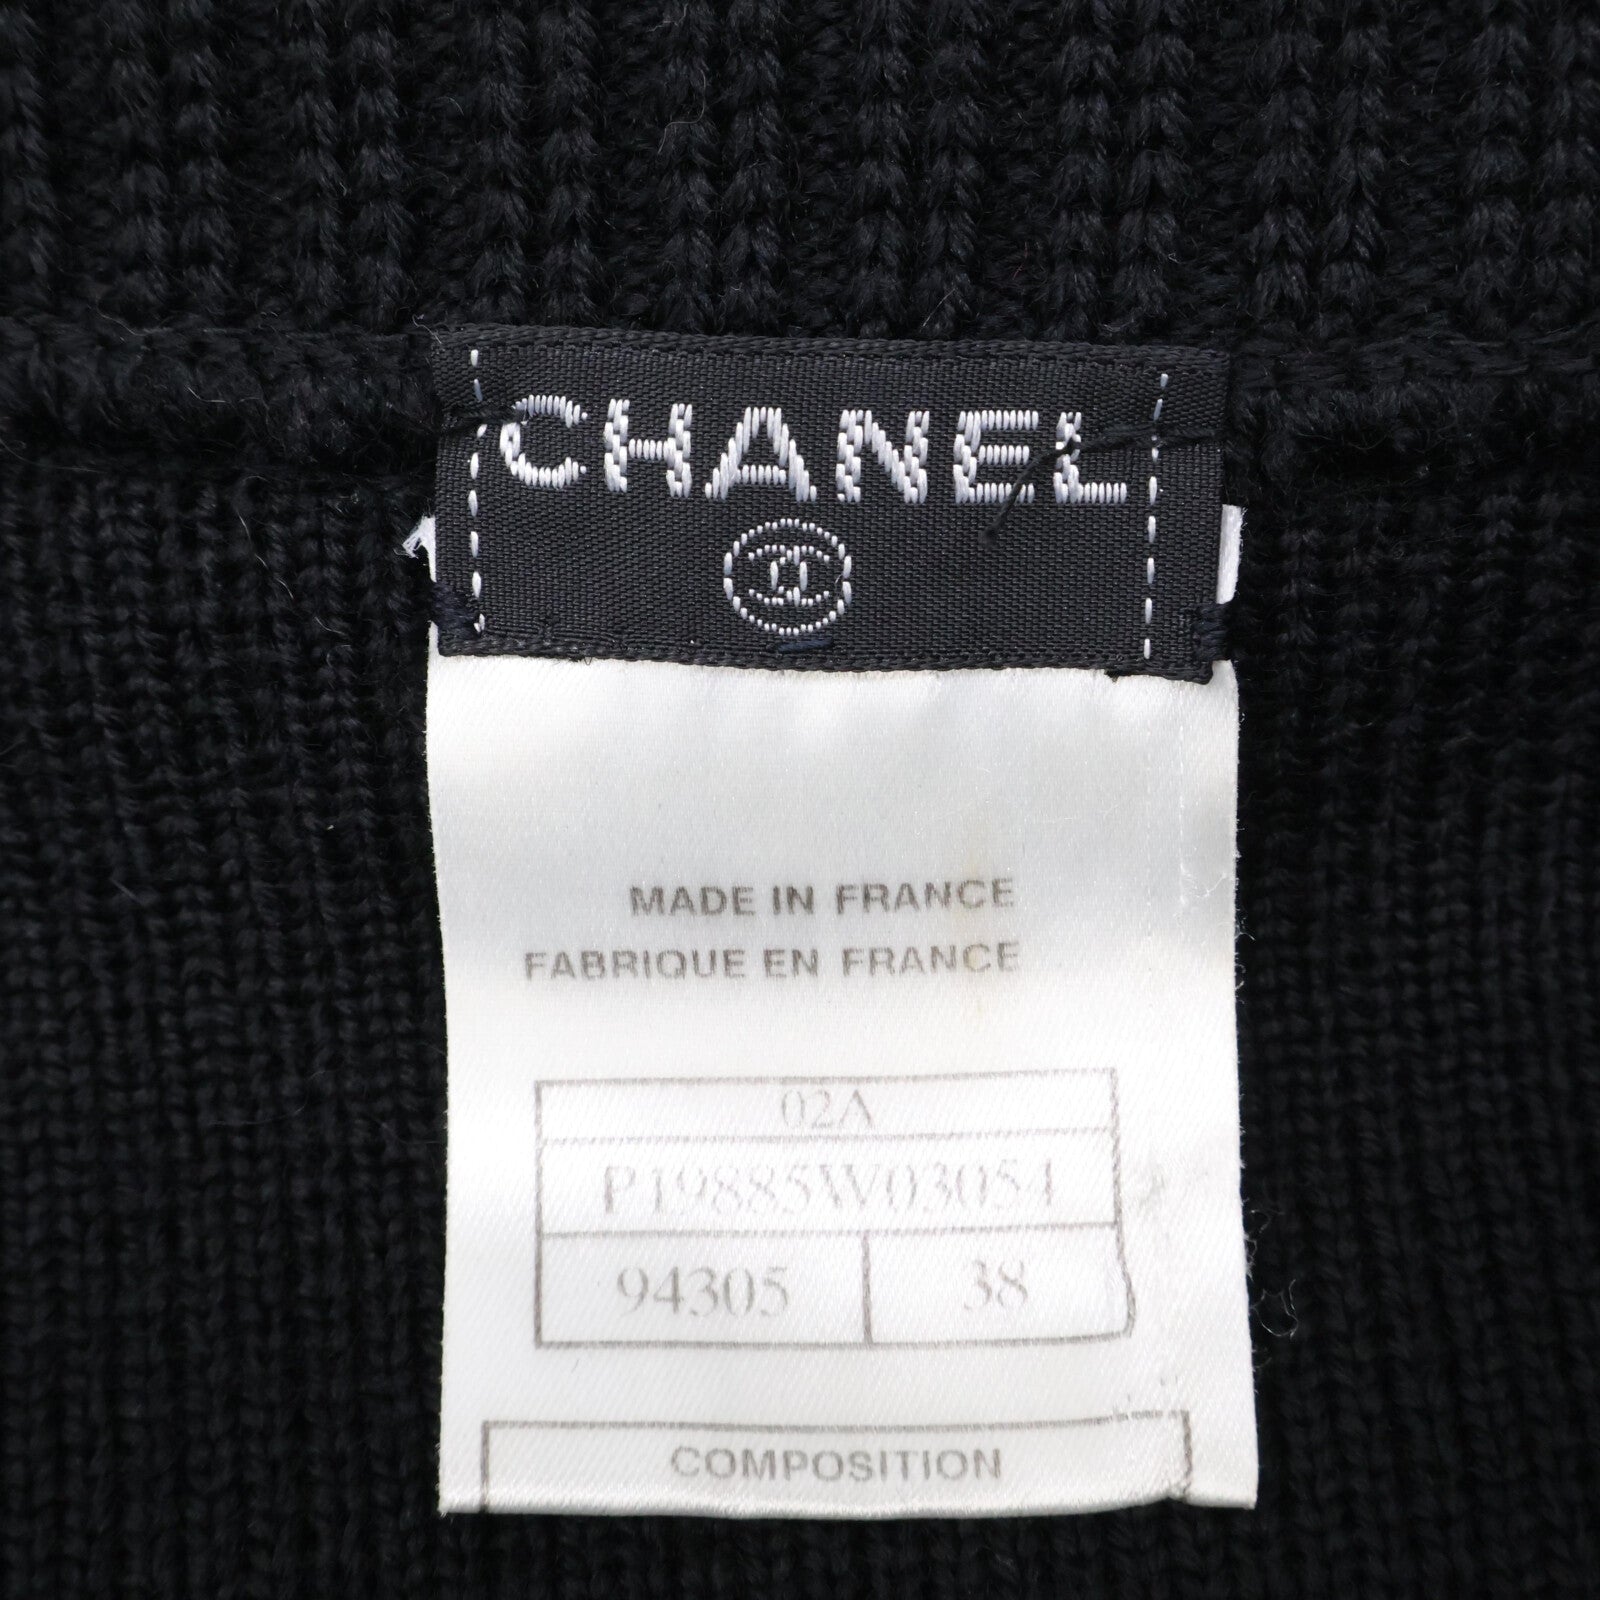 CHANEL
MADE IN FRANCE
FABRIQUE EN FRANCE
02A
P19885W03054
94305 38
COMPOSITION